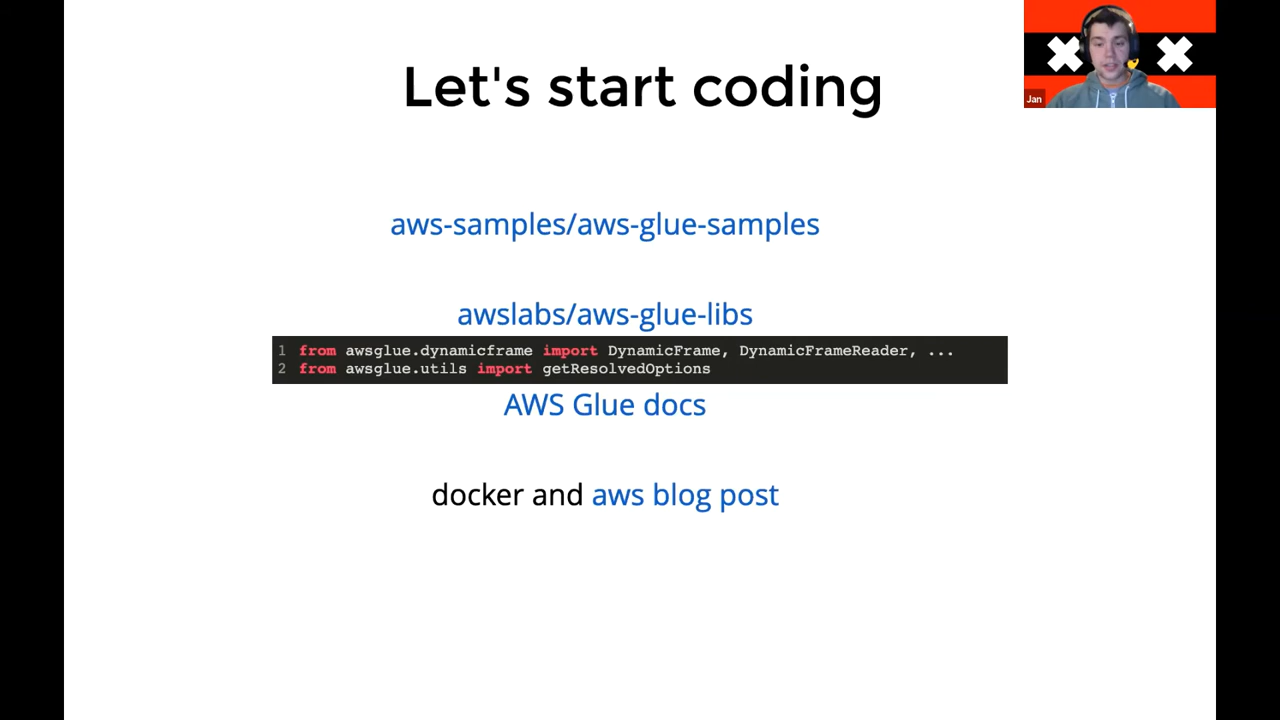 Let's start coding
Jan
aws-samples/aws-glue-samples
awslabs/aws-glue-libs
1 from awsglue.dynamicframe import DynamicFrame, DynamicFrameReader, ...
2 from awsglue.utils import getResolvedOptions
AWS Glue docs
docker and aws blog post